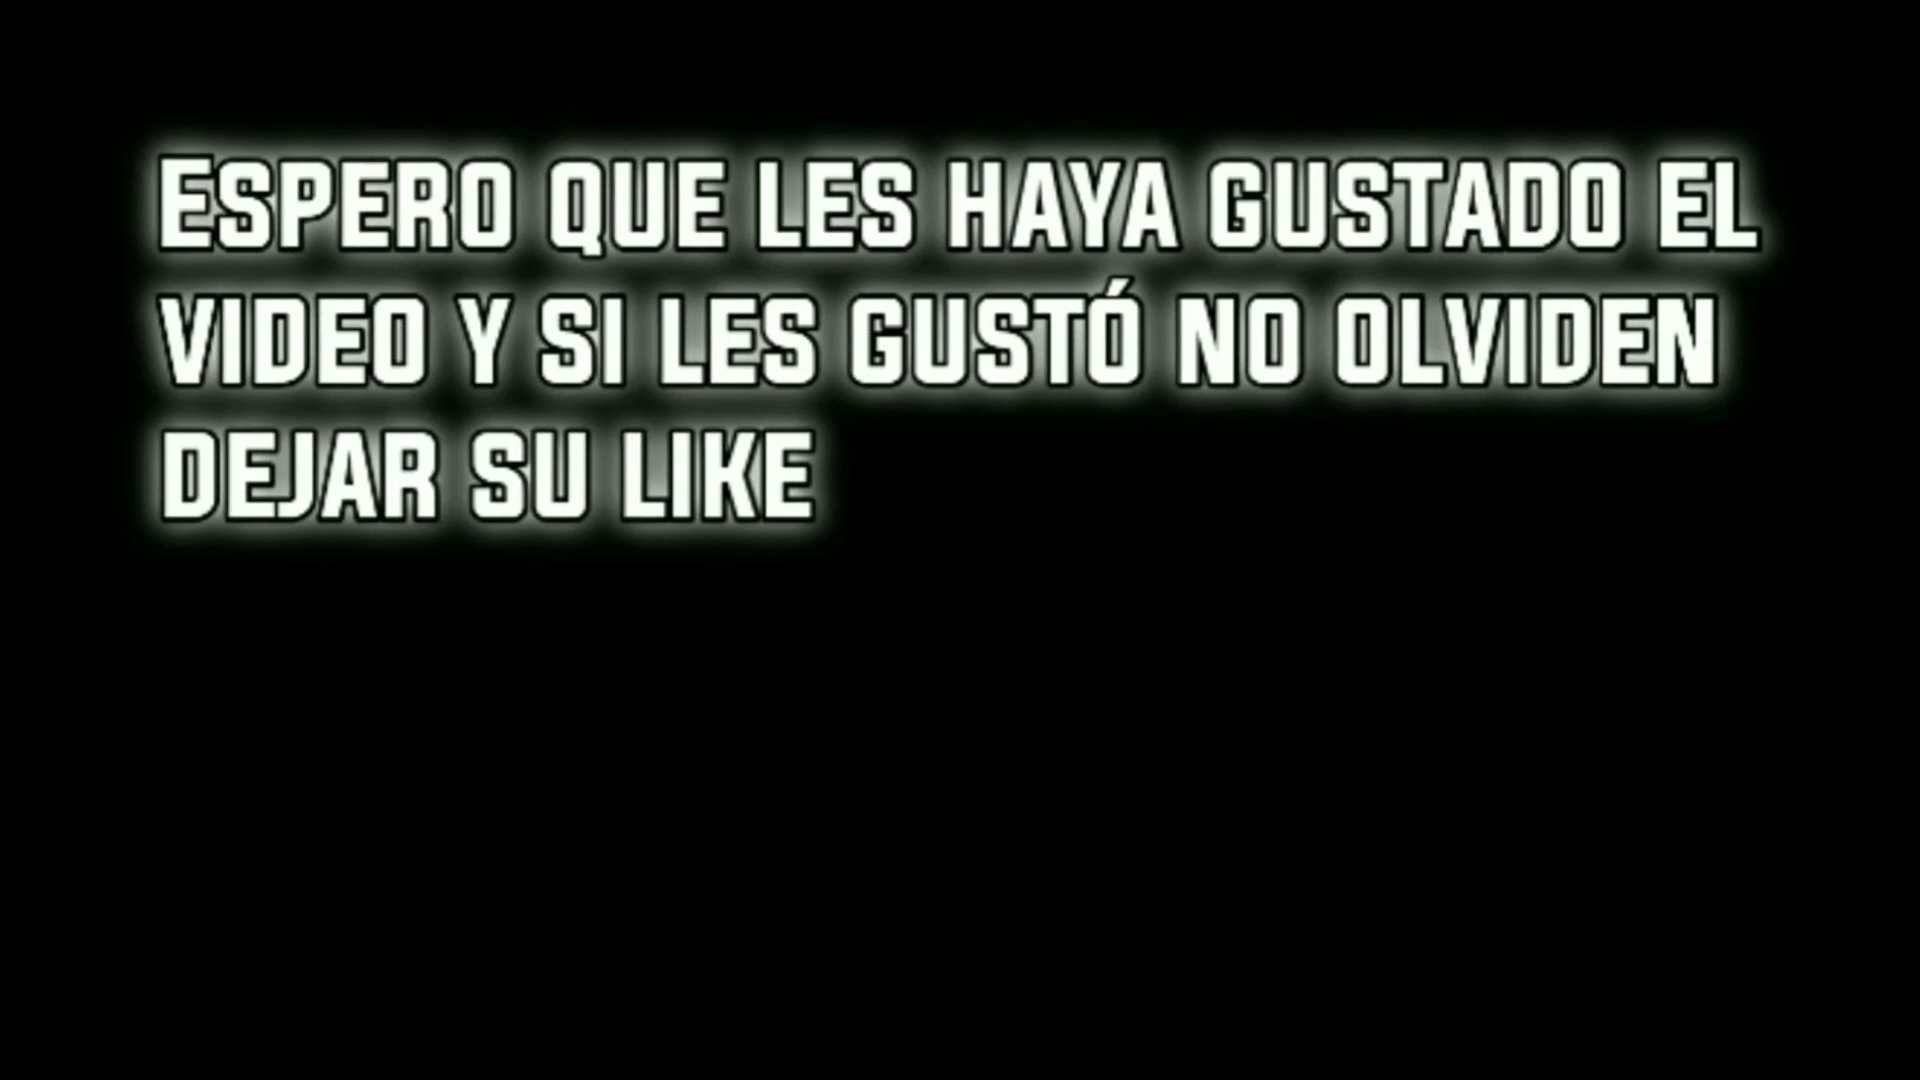 Espero que les haya gustado el
video y si les gustó no olviden
dejar su like